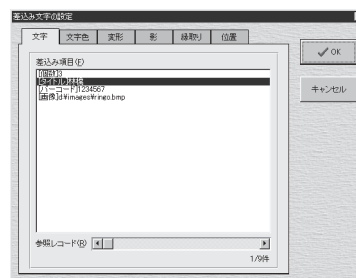 差込み文字の設定
文字 文字色 変形 影 縁取り 位置
OK
キャンセル
差込み項目(F)
[個数]3
[タイトル]林檎
[バーコード]1234567
[画像]d¥images¥ringo.bmp
参照レコード(R)
1/9件